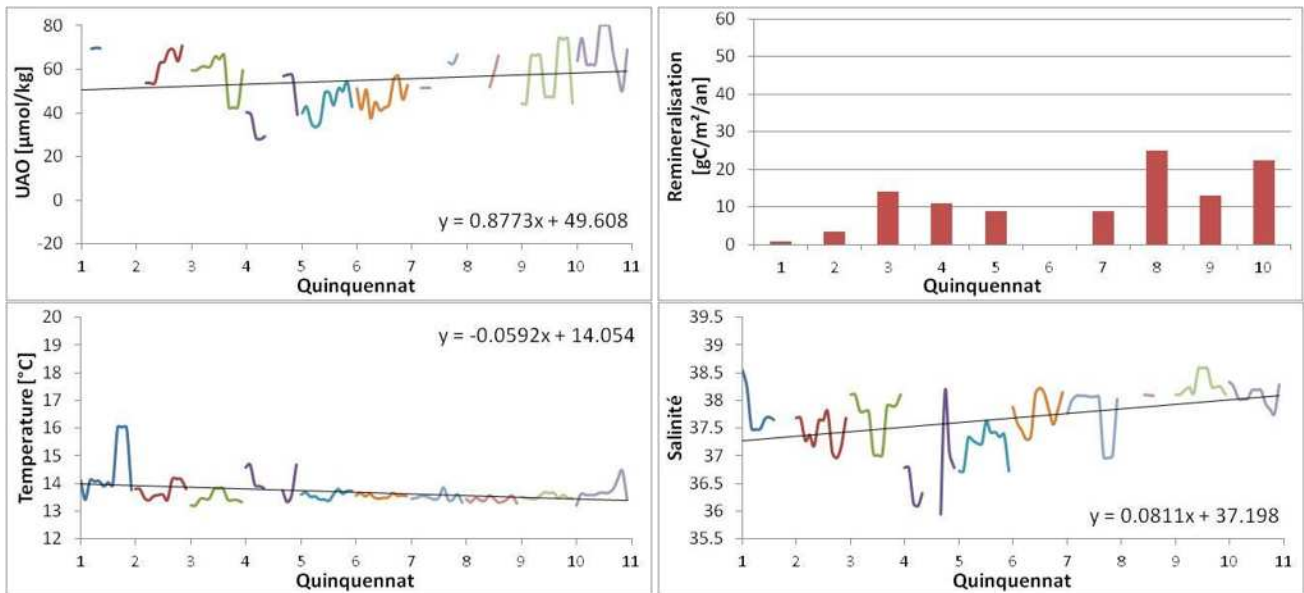 UAO [µmol/kg]
80
60
40
20
0
-20
y = 0.8773x + 49.608
1 2 3 4 5 6 7 8 9 10 11
Quinquennat
Remineralisation
[gC/m²/an]
60
50
40
30
20
10
0
1 2 3 4 5 6 7 8 9 10
Quinquennat
Temperature [°C]
20
19
18
17
16
15
14
13
12
y = -0.0592x + 14.054
1 2 3 4 5 6 7 8 9 10 11
Quinquennat
Salinité
39.5
39
38.5
38
37.5
37
36.5
36
35.5
y = 0.0811x + 37.198
1 2 3 4 5 6 7 8 9 10 11
Quinquennat